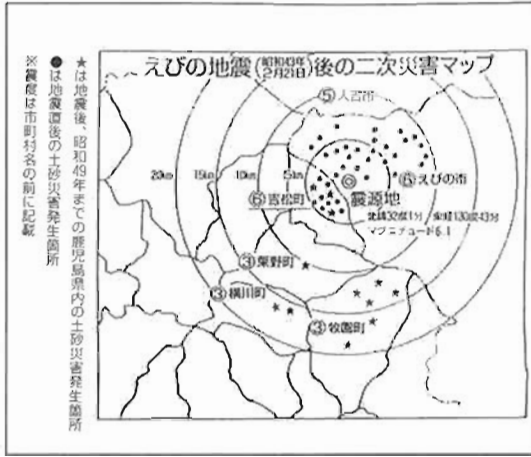 えびの地震(昭和43年2月21日)後の二次災害マップ
⑤人吉市
20km
15km
10km
5km
⑥えびの市
震源地
⑥吉松町
北緯32度1分 東経130度43分
マグニチュード6.1
③栗野町
③横川町
③牧園町
★は地震後、昭和49年までの鹿児島県内の土砂災害発生箇所
●は地震直後の土砂災害発生箇所
※震度は市町村名の前に記載